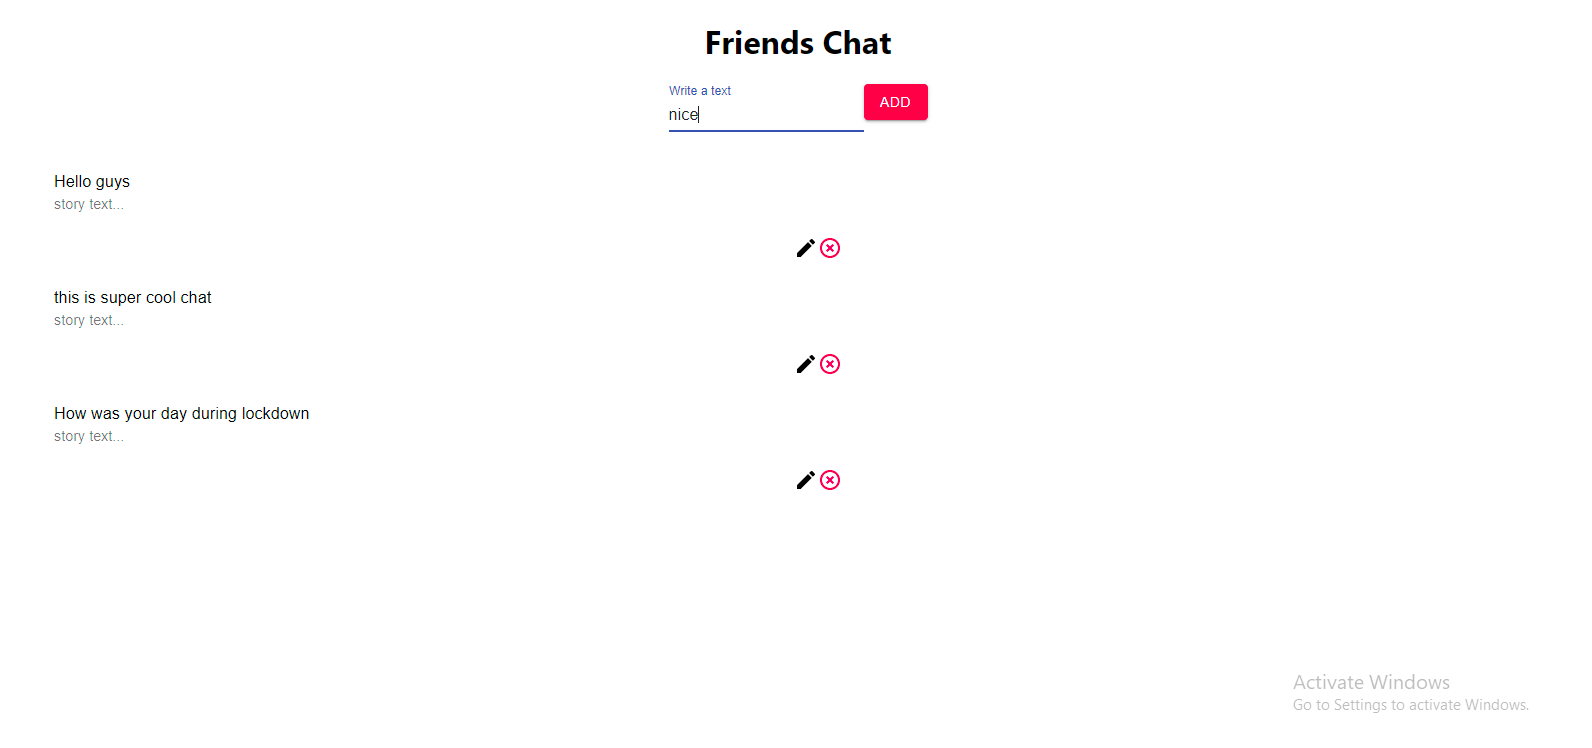 Friends Chat
Write a text
nice
ADD
Hello guys
story text...
this is super cool chat
story text...
How was your day during lockdown
story text...
Activate Windows
Go to Settings to activate Windows.